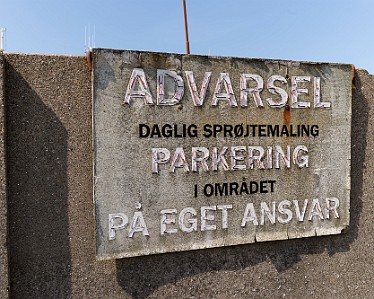 ADVARSEL
DAGLIG SPRØJTEMALING
PARKERING
I OMRÅDET
PÅ EGET ANSVAR